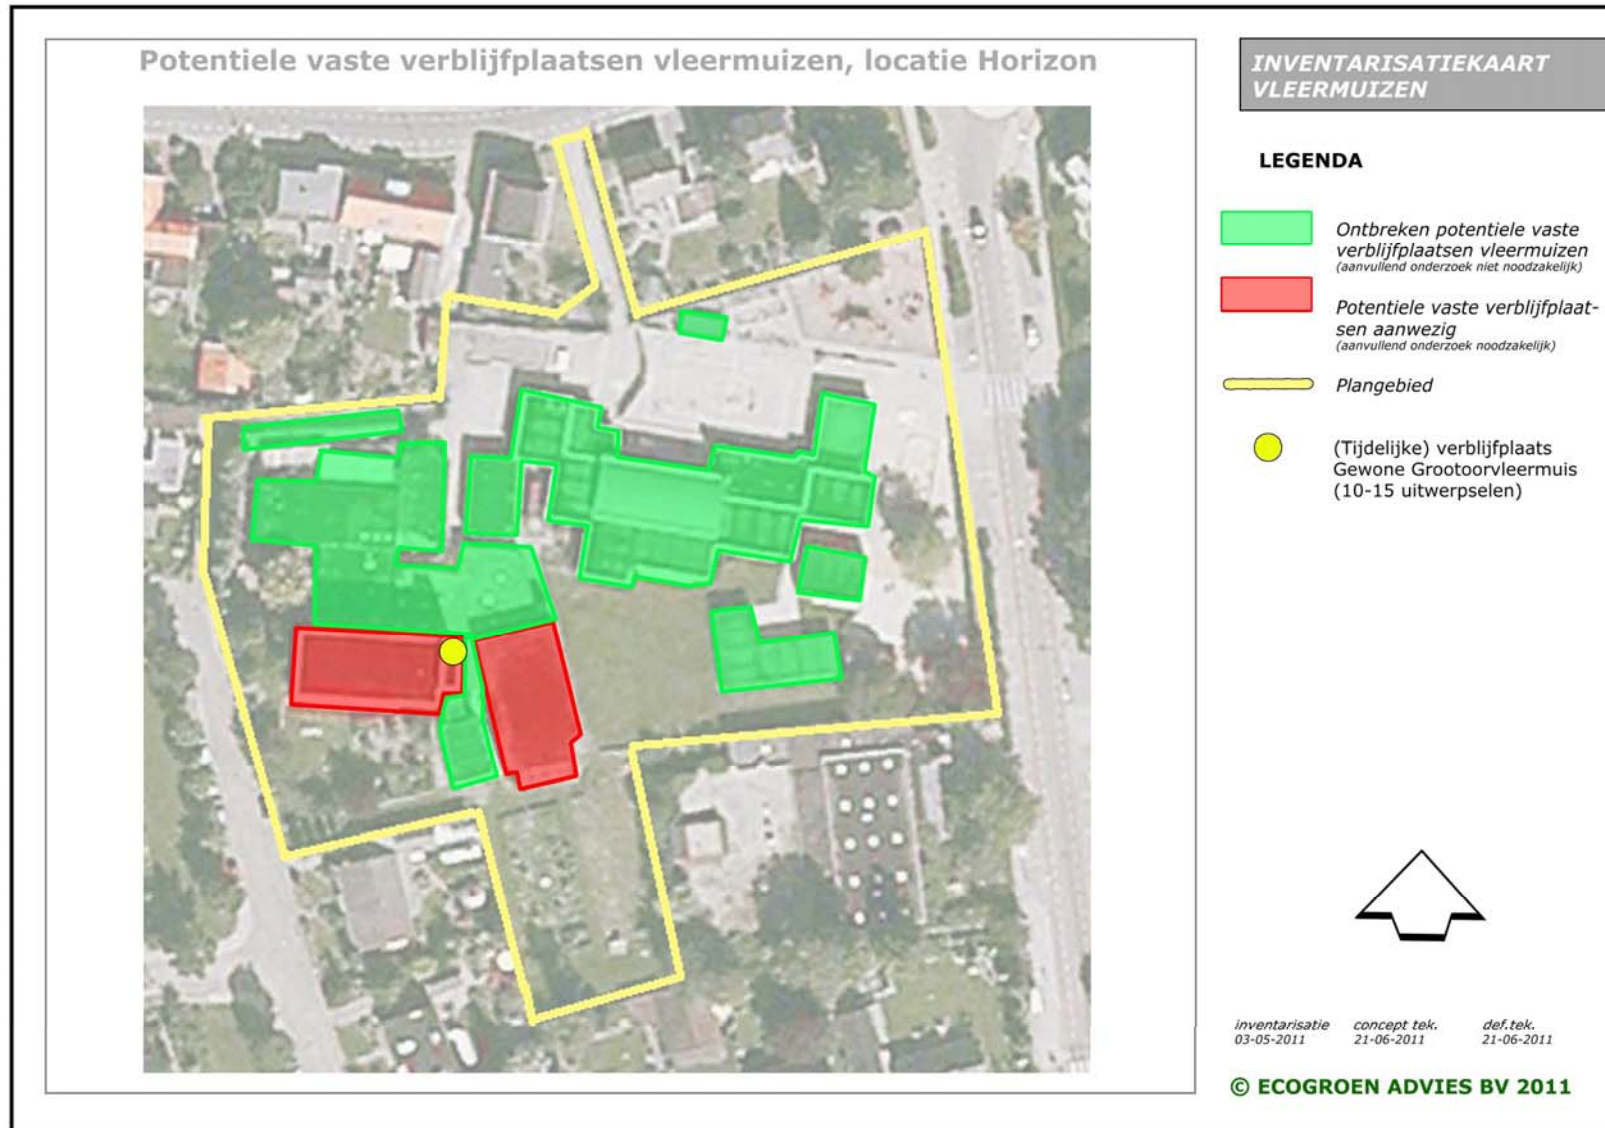 Potentiele vaste verblijfplaatsen vleermuizen, locatie Horizon
INVENTARISATIEKAART
VLEERMUIZEN
LEGENDA
Ontbreken potentiele vaste
verblijfplaatsen vleermuizen
(aanvullend onderzoek niet noodzakelijk)
Potentiele vaste verblijfplaat-
sen aanwezig
(aanvullend onderzoek noodzakelijk)
Plangebied
(Tijdelijke) verblijfplaats
Gewone Grootoorvleermuis
(10-15 uitwerpselen)
inventarisatie concept tek. def.tek.
03-05-2011 21-06-2011 21-06-2011
© ECOGROEN ADVIES BV 2011